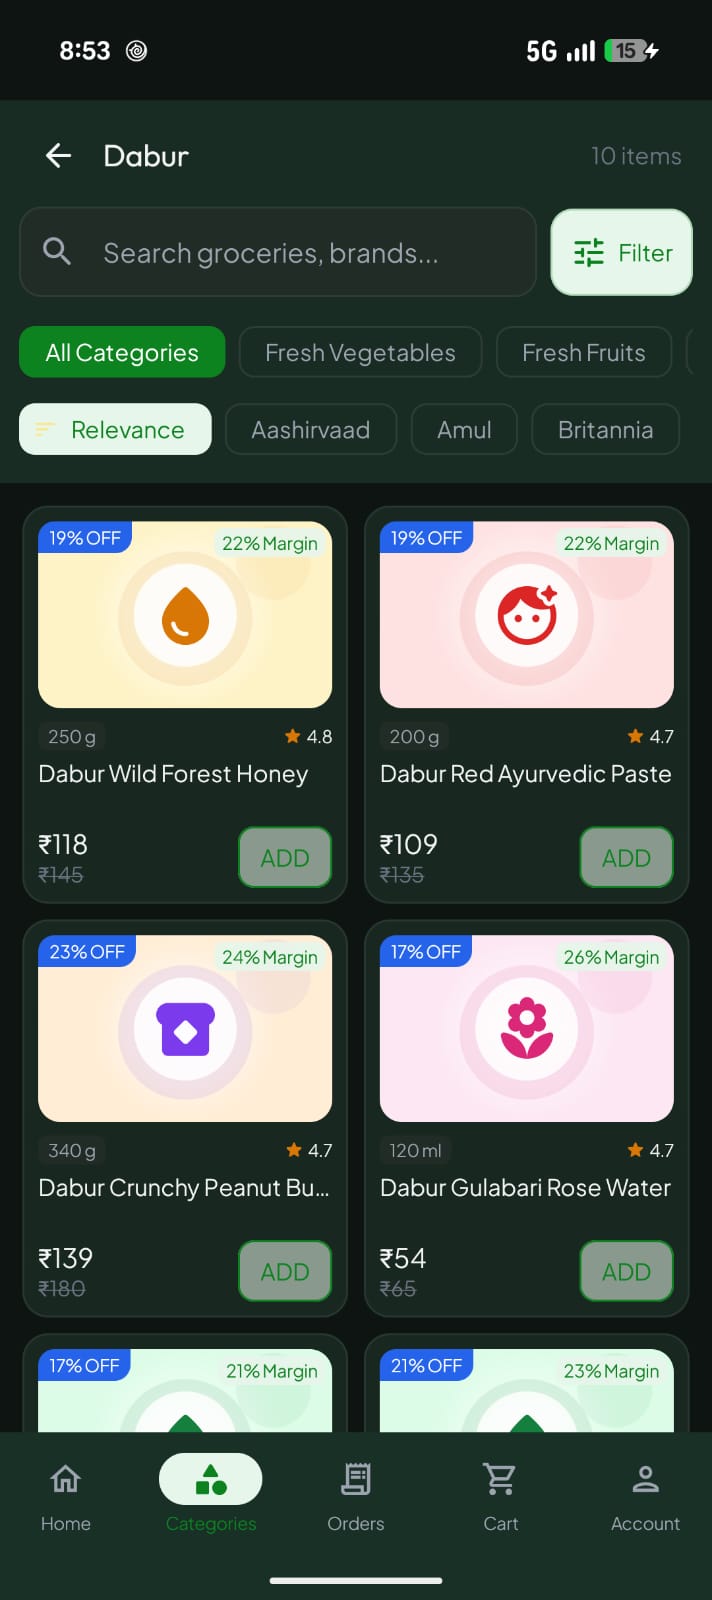 8:53
5G 15
Dabur 10 items
Search groceries, brands...
Filter
All Categories Fresh Vegetables Fresh Fruits
Relevance Aashirvaad Amul Britannia
19% OFF 22% Margin
250 g 4.8
Dabur Wild Forest Honey
₹118
₹145
ADD
19% OFF 22% Margin
200 g 4.7
Dabur Red Ayurvedic Paste
₹109
₹135
ADD
23% OFF 24% Margin
340 g 4.7
Dabur Crunchy Peanut Bu...
₹139
₹180
ADD
17% OFF 26% Margin
120 ml 4.7
Dabur Gulabari Rose Water
₹54
₹65
ADD
17% OFF 21% Margin
21% OFF 23% Margin
Home Categories Orders Cart Account